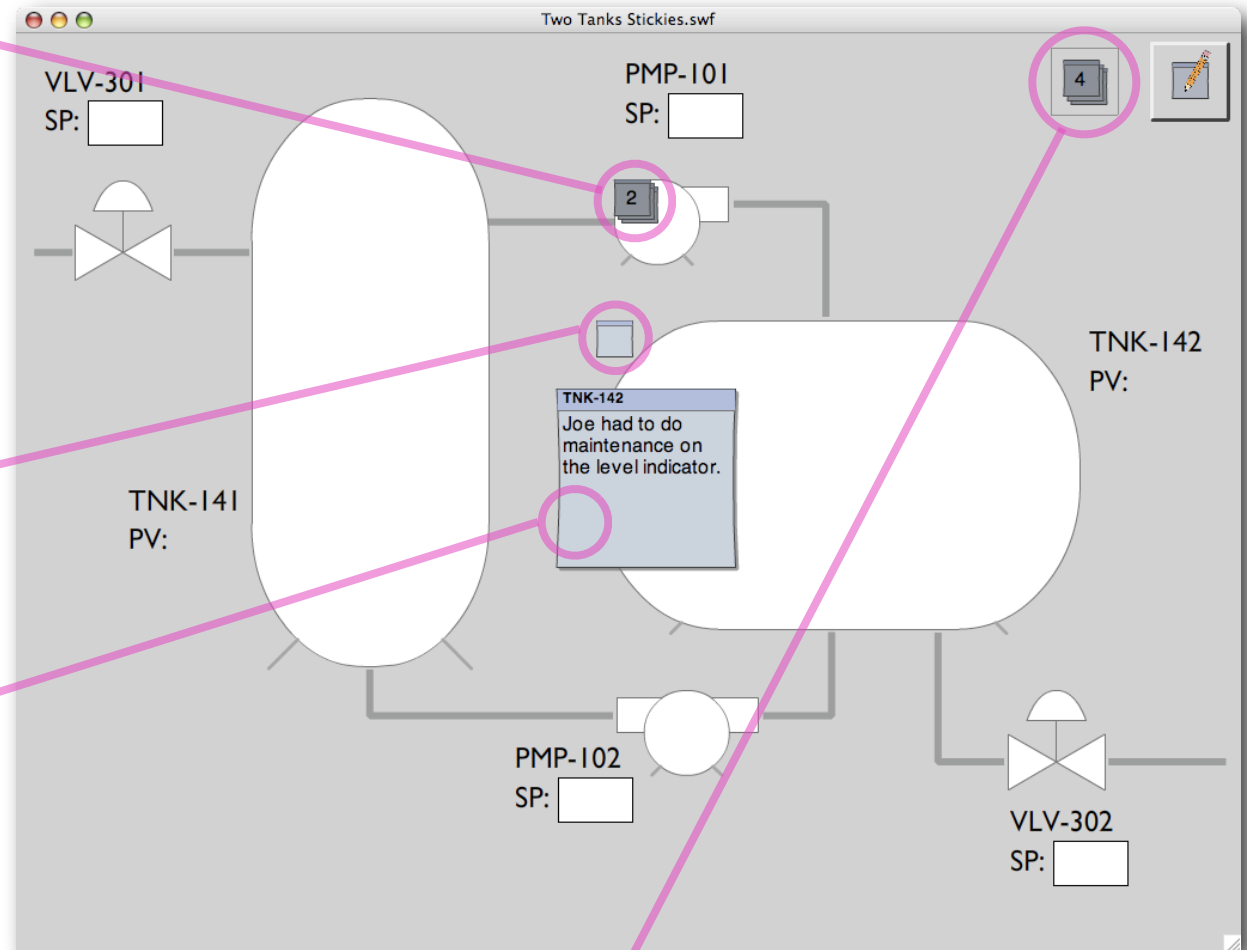 Two Tanks Stickies.swf
VLV-301
SP:
PMP-101
SP:
4
2
TNK-142
PV:
TNK-142
Joe had to do
maintenance on
the level indicator.
TNK-141
PV:
PMP-102
SP:
VLV-302
SP: